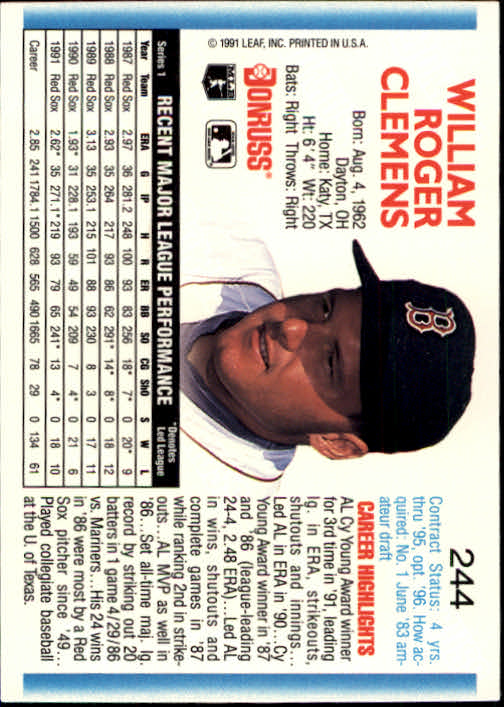 WILLIAM
ROGER
CLEMENS
Born: Aug. 4, 1962
Dayton, OH
Home: Katy, TX
Ht: 6'4" Wt: 220
Bats: Right Throws: Right
DONRUSS®
MLB
© 1991 LEAF, INC. PRINTED IN U.S.A.
B
244
Contract Status: 4 yrs.
thru '95, opt. '96. How ac-
quired: No. 1 June '83 am-
ateur draft
CAREER HIGHLIGHTS
AL Cy Young Award winner
for 3rd time in '91, leading
lg. in ERA, strikeouts,
shutouts and innings...
Led AL in ERA in '90...Cy
Young Award winner in '87
and '86 (league-leading
24-4, 2.48 ERA)...Led AL
in wins, shutouts and
complete games in '87
while ranking 2nd in strike-
outs...AL MVP as well in
'86...Set all-time maj. lg.
record by striking out 20
batters in 1 game 4/29/86
vs. Mariners...His 24 wins
in '86 were most by a Red
Sox pitcher since '49...
Played collegiate baseball
at the U. of Texas.
Series 1 RECENT MAJOR LEAGUE PERFORMANCE *Denotes
Led League
Year Team ERA G IP H R ER BB SO CG ShO S W L
1987 Red Sox 2.97 36 281.2 248 100 93 83 256 18* 7* 0 20* 9
1988 Red Sox 2.93 35 264 217 93 86 62 291* 14* 8* 0 18 12
1989 Red Sox 3.13 35 253.1 215 101 88 93 230 8 3 0 17 11
1990 Red Sox 1.93* 31 228.1 193 59 49 54 209 7 4* 0 21 6
1991 Red Sox 2.62* 35 271.1* 219 93 79 65 241* 13 4* 0 18 10
Career 2.85 241 1784.1 1500 628 565 490 1665 78 29 0 134 61